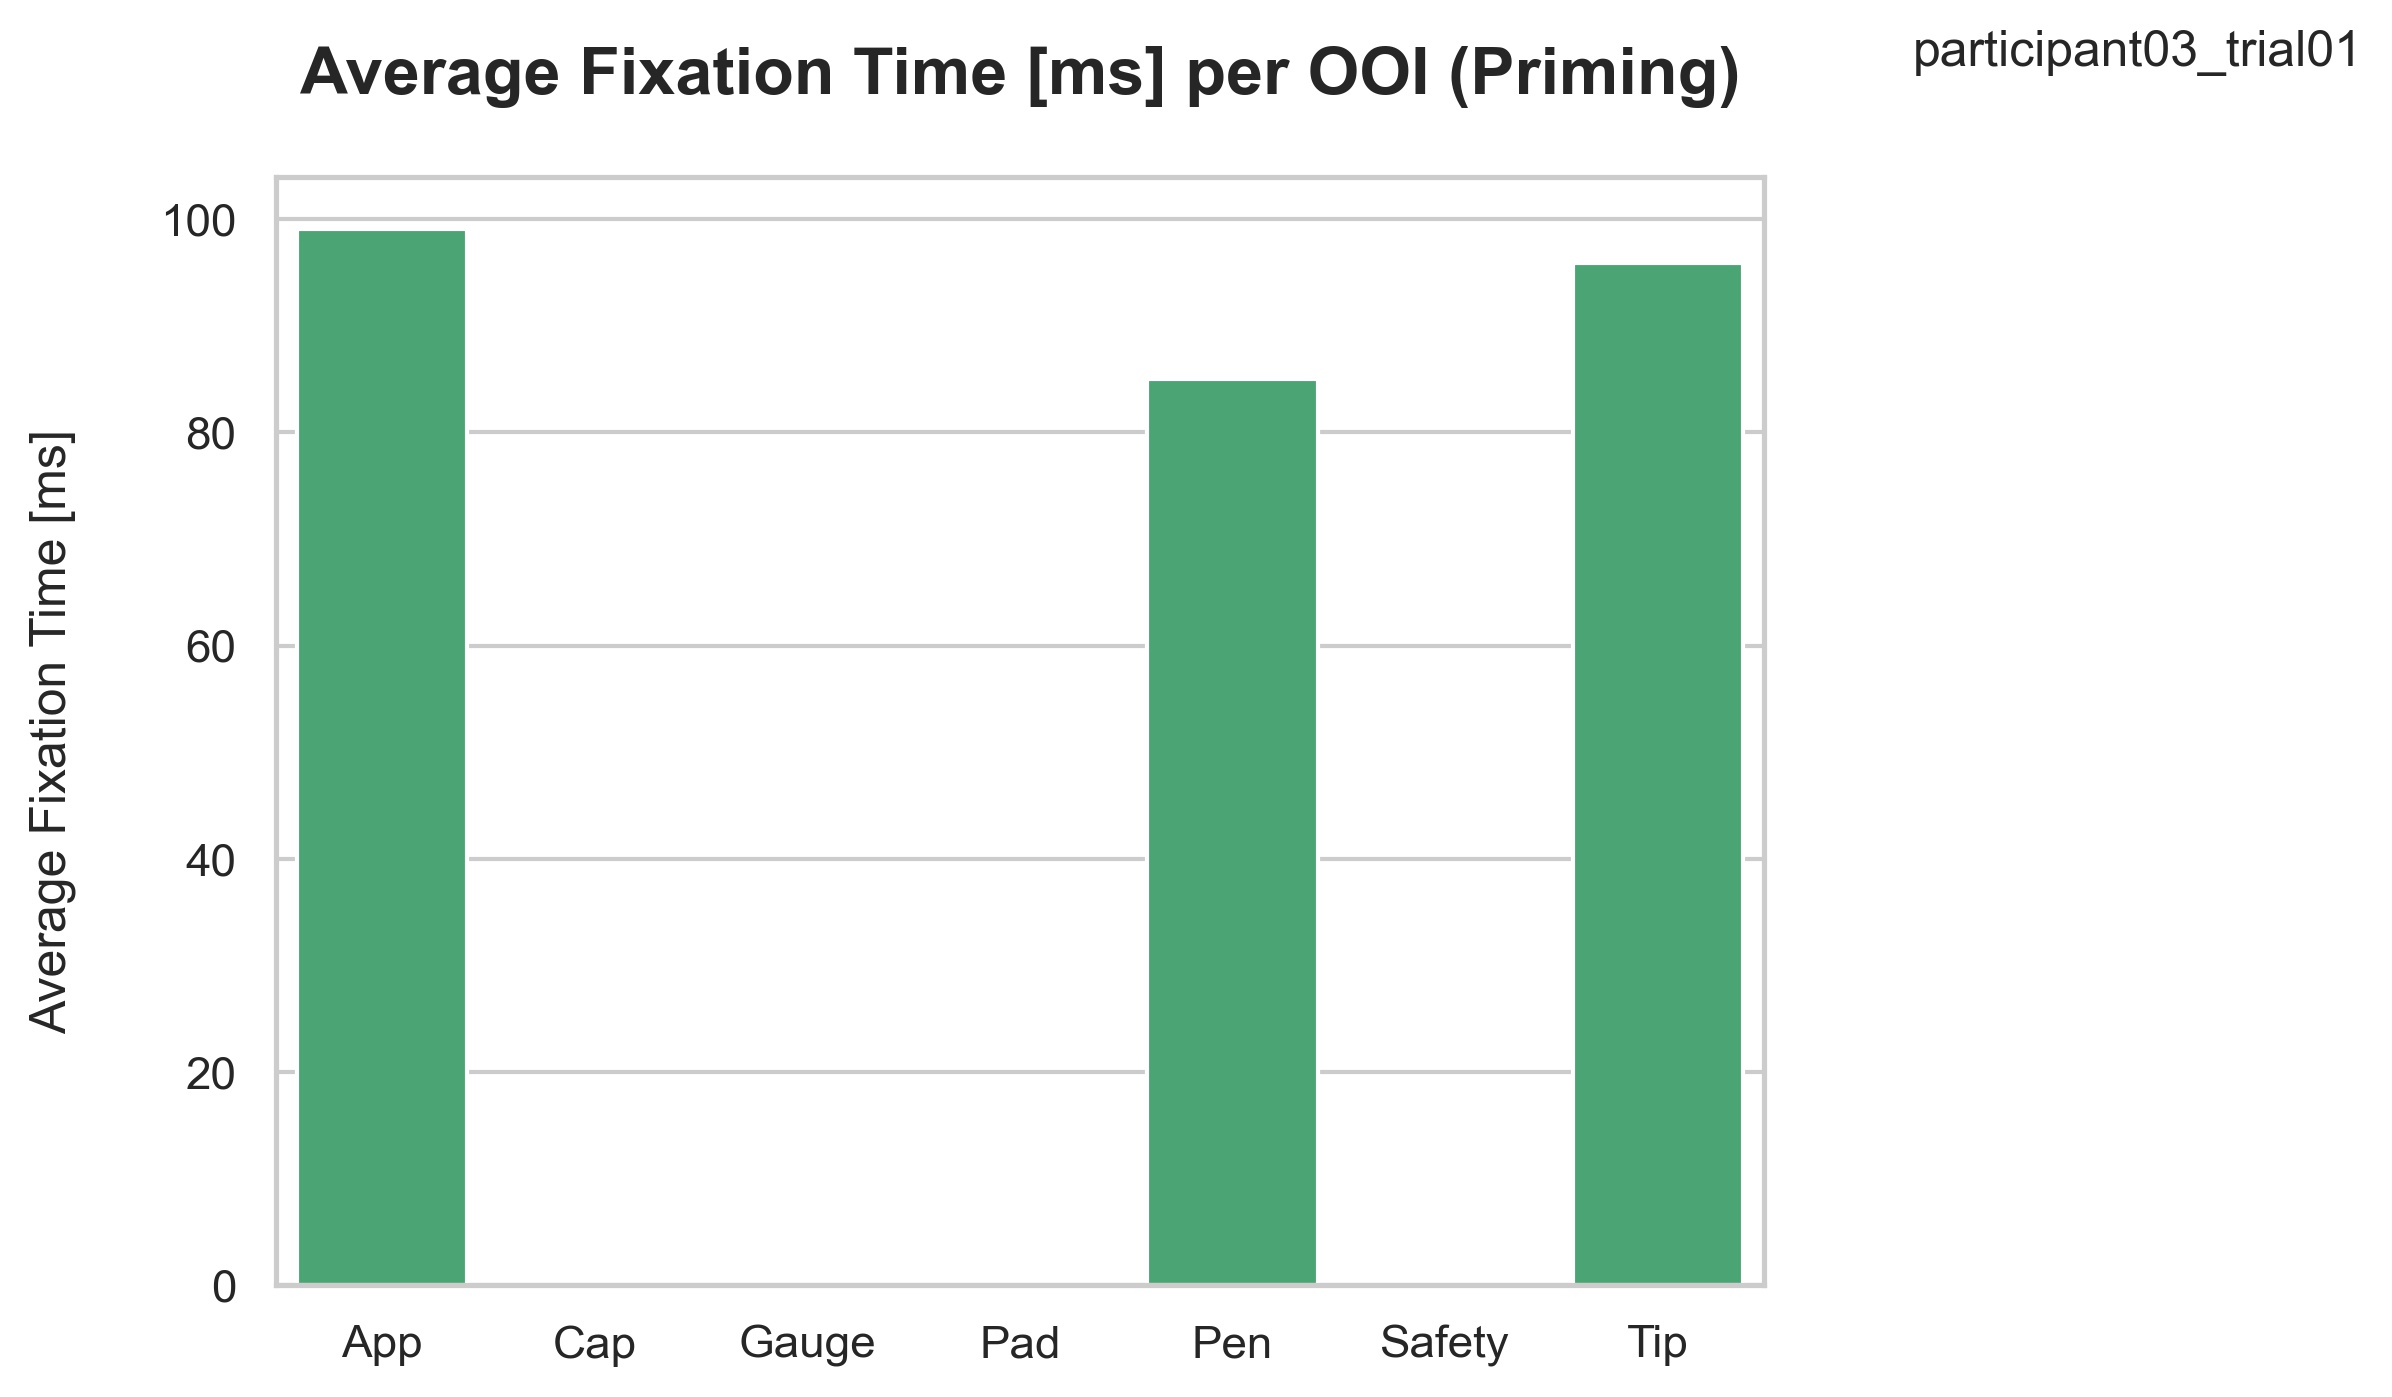 Average Fixation Time [ms] per OOI (Priming)
participant03_trial01
Average Fixation Time [ms]
100
80
60
40
20
0
App Cap Gauge Pad Pen Safety Tip